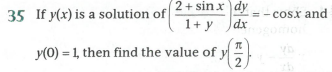 35 If y(x) is a solution of (2 + sin x / 1 + y) dy/dx = – cos x and
y(0) = 1, then find the value of y(π/2).